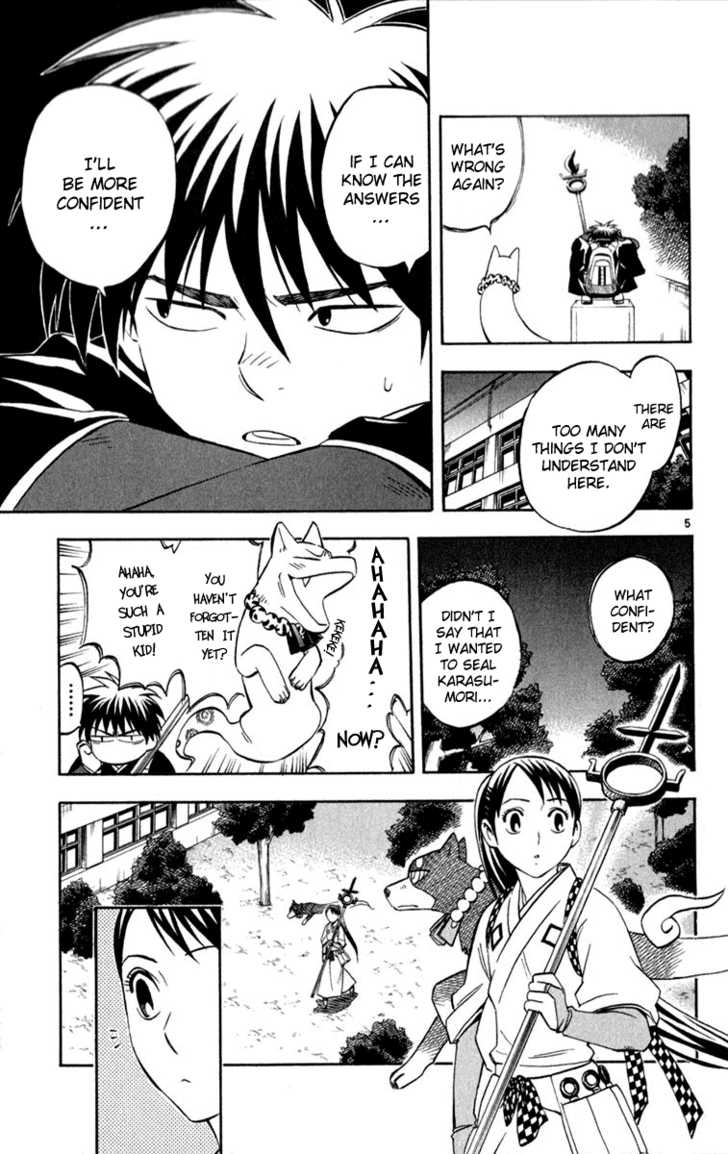 WHAT'S
WRONG
AGAIN?
THERE
ARE
TOO MANY
THINGS I DON'T
UNDERSTAND
HERE.
IF I CAN
KNOW THE
ANSWERS
...
I'LL
BE MORE
CONFIDENT
...
5
WHAT
CONFI-
DENT?
DIDN'T I
SAY THAT
I WANTED
TO SEAL
KARASU-
MORI...
AHAHAHA...
NOW?
KEKEKE!
YOU
HAVEN'T
FORGOT-
TEN IT
YET?
AHAHA,
YOU'RE
SUCH A
STUPID
KID!
......